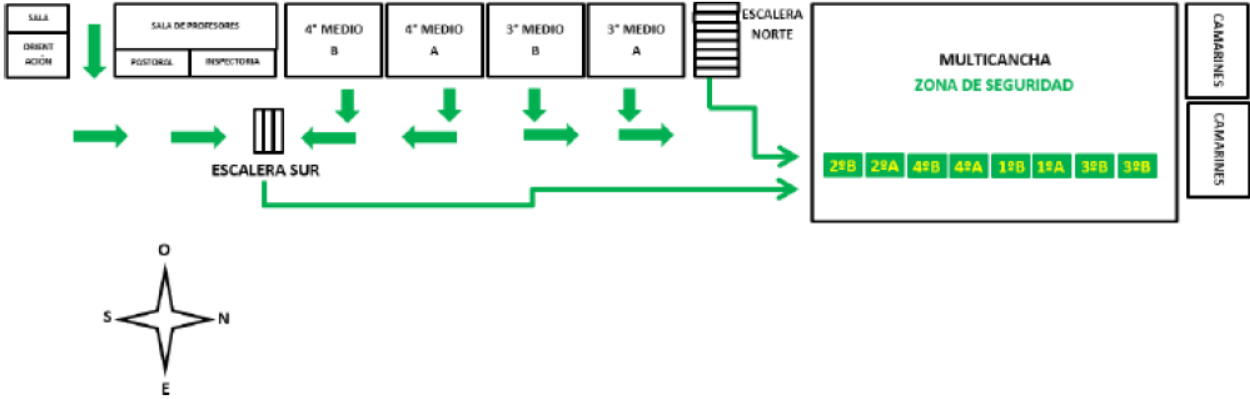 SALA
ORIENT
ACIÓN
SALA DE PROFESORES
PASTORAL
INSPECTORIA
4° MEDIO
B
4° MEDIO
A
3° MEDIO
B
3° MEDIO
A
ESCALERA
NORTE
MULTICANCHA
ZONA DE SEGURIDAD
CAMARINES
CAMARINES
ESCALERA SUR
2ºB
2ºA
4ºB
4ºA
1ºB
1ºA
3ºB
3ºB
O
S
N
E